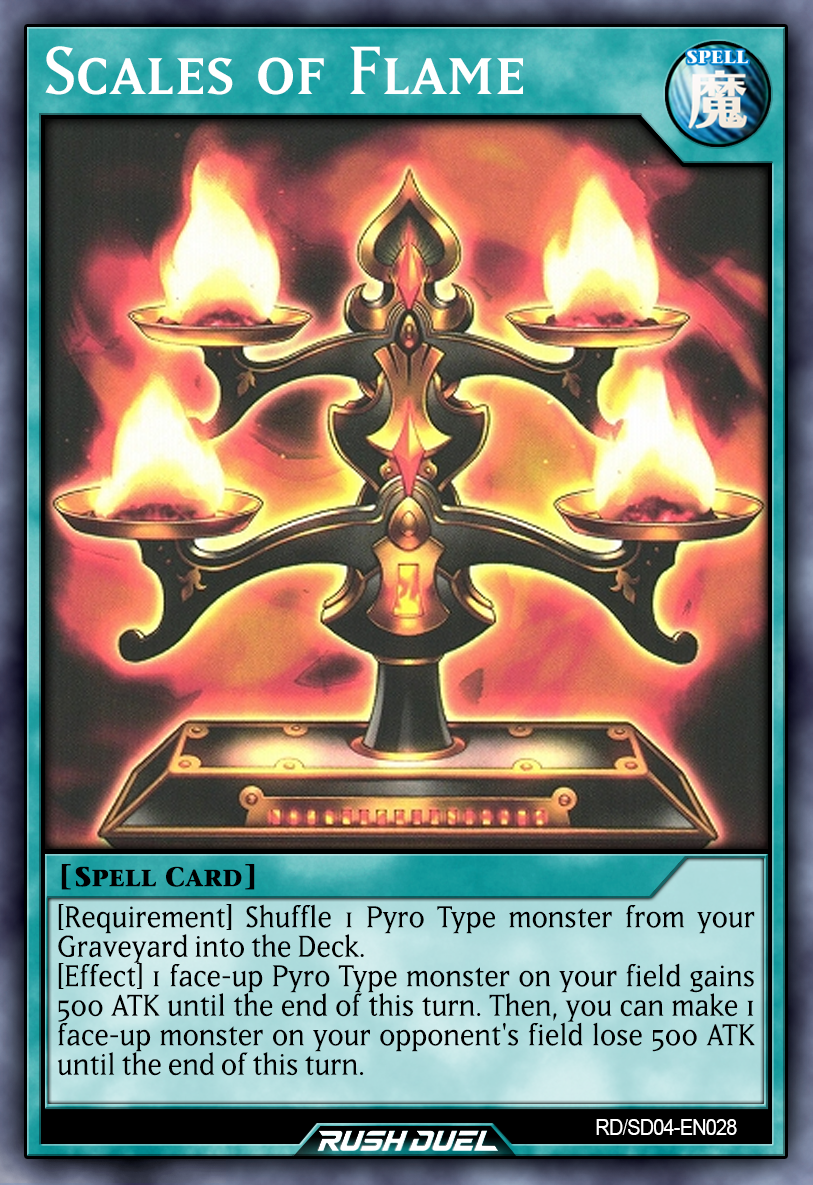 Scales of Flame
SPELL
魔
[Spell Card]
[Requirement] Shuffle 1 Pyro Type monster from your
Graveyard into the Deck.
[Effect] 1 face-up Pyro Type monster on your field gains
500 ATK until the end of this turn. Then, you can make 1
face-up monster on your opponent's field lose 500 ATK
until the end of this turn.
RD/SD04-EN028
RUSH DUEL